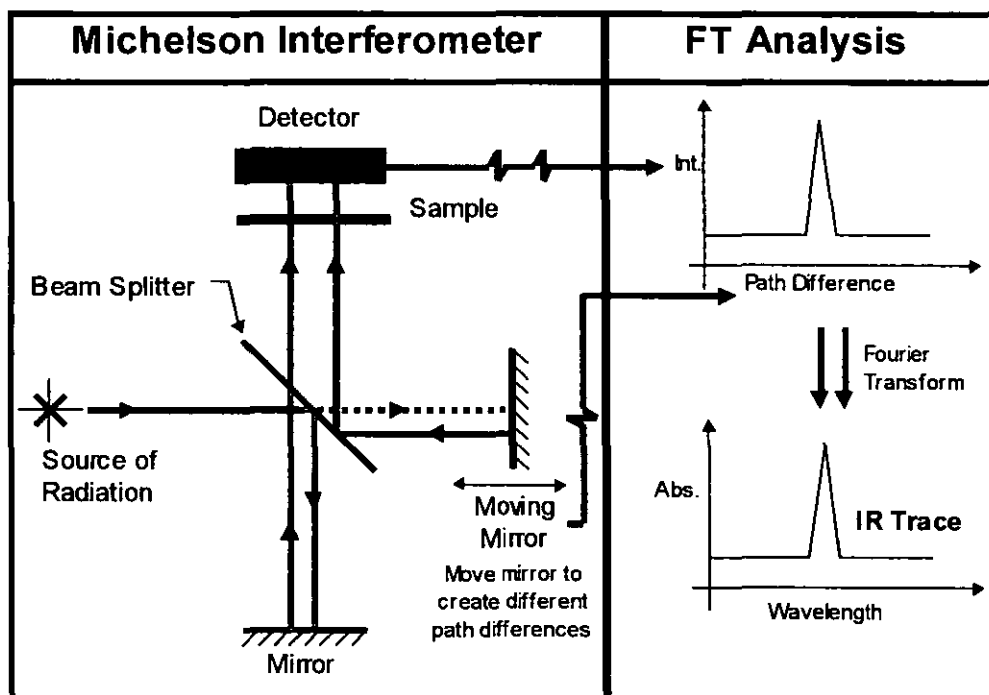 Michelson Interferometer
FT Analysis
Detector
Sample
Beam Splitter
Source of
Radiation
Moving
Mirror
Move mirror to
create different
path differences
Mirror
Int.
Path Difference
Fourier
Transform
Abs.
IR Trace
Wavelength